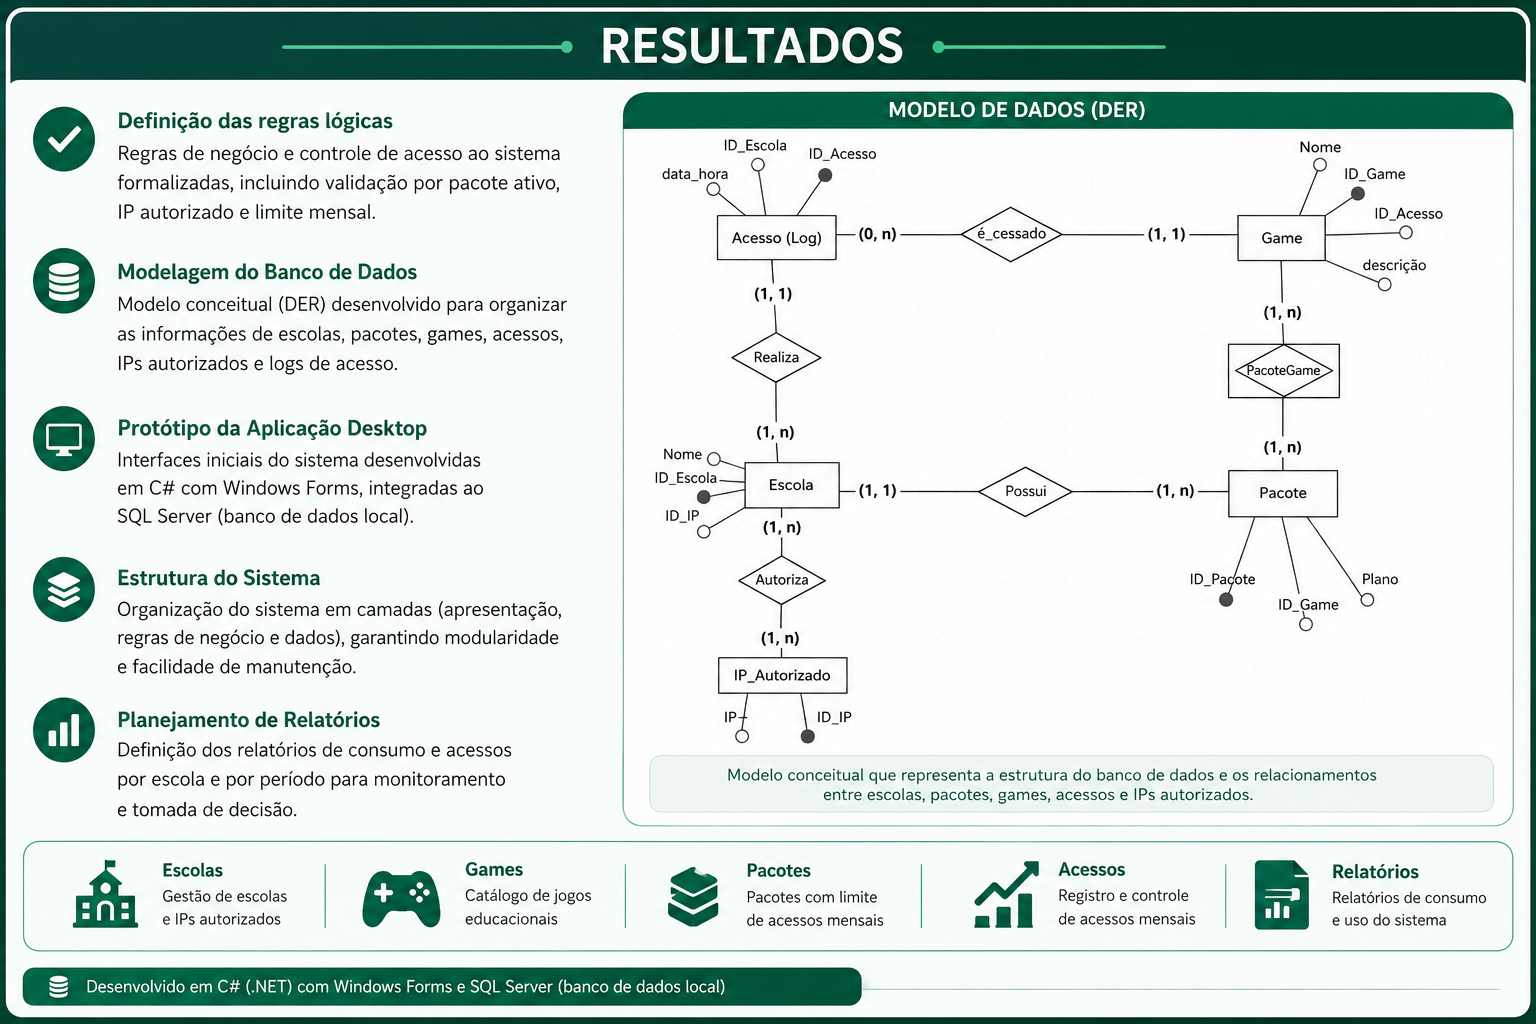 RESULTADOS
Definição das regras lógicas
Regras de negócio e controle de acesso ao sistema
formalizadas, incluindo validação por pacote ativo,
IP autorizado e limite mensal.
Modelagem do Banco de Dados
Modelo conceitual (DER) desenvolvido para organizar
as informações de escolas, pacotes, games, acessos,
IPs autorizados e logs de acesso.
Protótipo da Aplicação Desktop
Interfaces iniciais do sistema desenvolvidas
em C# com Windows Forms, integradas ao
SQL Server (banco de dados local).
Estrutura do Sistema
Organização do sistema em camadas (apresentação,
regras de negócio e dados), garantindo modularidade
e facilidade de manutenção.
Planejamento de Relatórios
Definição dos relatórios de consumo e acessos
por escola e por período para monitoramento
e tomada de decisão.
MODELO DE DADOS (DER)
ID_Escola
ID_Acesso
data_hora
Nome
ID_Game
ID_Acesso
descrição
Acesso (Log)
(0, n)
é_cessado
(1, 1)
Game
(1, 1)
(1, n)
Realiza
PacoteGame
(1, n)
(1, n)
Nome
ID_Escola
ID_IP
Escola
(1, 1)
Possui
(1, n)
Pacote
(1, n)
Autoriza
ID_Pacote
ID_Game
Plano
(1, n)
IP_Autorizado
IP
ID_IP
Modelo conceitual que representa a estrutura do banco de dados e os relacionamentos
entre escolas, pacotes, games, acessos e IPs autorizados.
Escolas
Gestão de escolas
e IPs autorizados
Games
Catálogo de jogos
educacionais
Pacotes
Pacotes com limite
de acessos mensais
Acessos
Registro e controle
de acessos mensais
Relatórios
Relatórios de consumo
e uso do sistema
Desenvolvido em C# (.NET) com Windows Forms e SQL Server (banco de dados local)